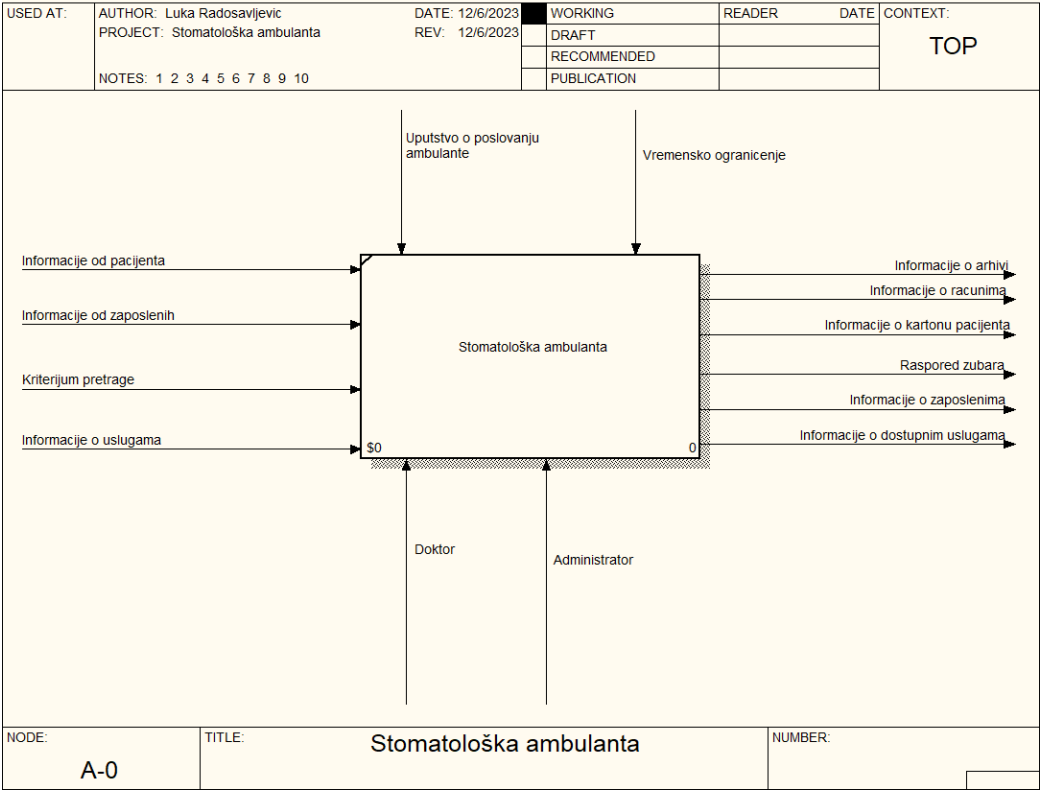 USED AT:
AUTHOR: Luka Radosavljevic
DATE: 12/6/2023
PROJECT: Stomatološka ambulanta
REV: 12/6/2023
NOTES: 1 2 3 4 5 6 7 8 9 10
WORKING
DRAFT
RECOMMENDED
PUBLICATION
READER
DATE
CONTEXT:
TOP
Uputstvo o poslovanju
ambulante
Vremensko ogranicenje
Informacije od pacijenta
Informacije od zaposlenih
Kriterijum pretrage
Informacije o uslugama
Stomatološka ambulanta
$0
0
Informacije o arhivi
Informacije o racunima
Informacije o kartonu pacijenta
Raspored zubara
Informacije o zaposlenima
Informacije o dostupnim uslugama
Doktor
Administrator
NODE:
A-0
TITLE:
Stomatološka ambulanta
NUMBER: